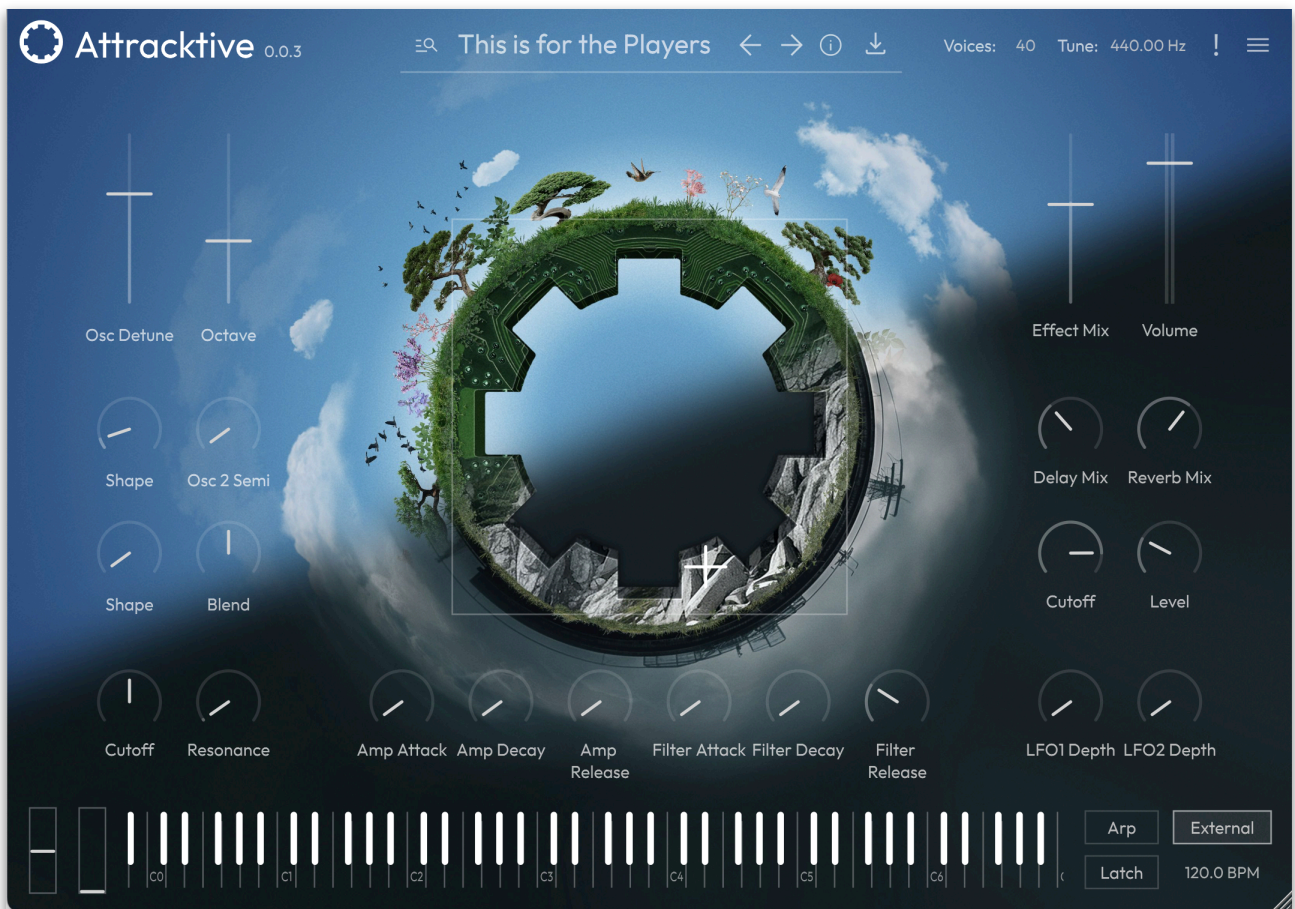 Attracktive 0.0.3
This is for the Players
Voices: 40 Tune: 440.00 Hz !
Osc Detune Octave
Effect Mix Volume
Shape Osc 2 Semi
Delay Mix Reverb Mix
Shape Blend
Cutoff Level
Cutoff Resonance
Amp Attack Amp Decay
Amp
Release
Filter Attack Filter Decay
Filter
Release
LFO1 Depth LFO2 Depth
C0 C1 C2 C3 C4 C5 C6
Arp External
Latch 120.0 BPM